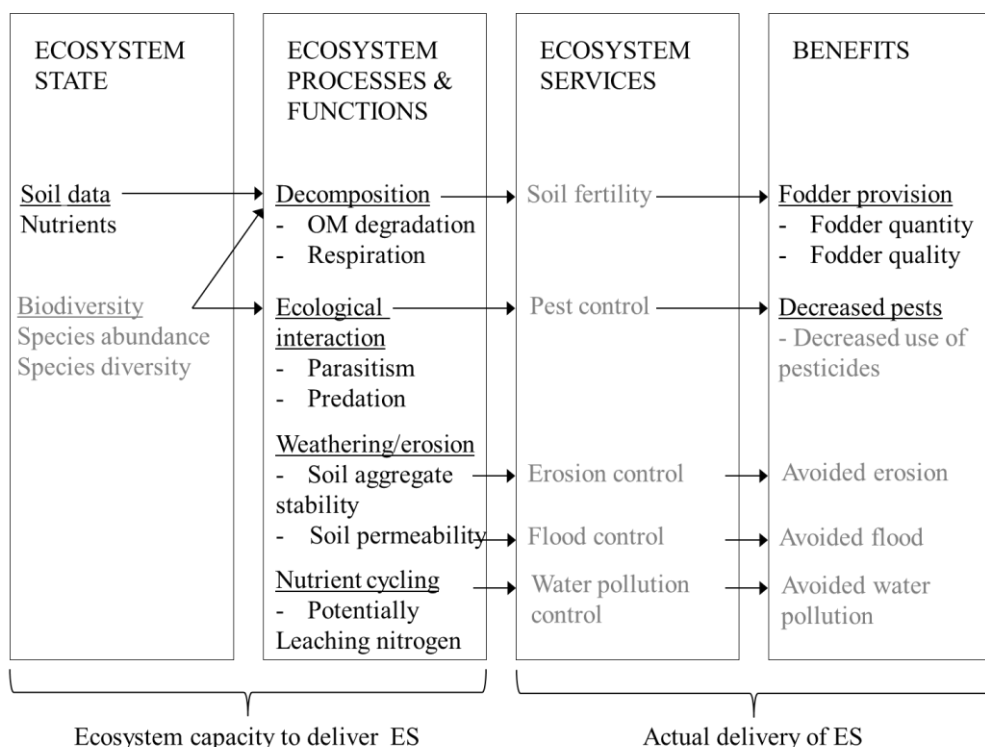 ECOSYSTEM
STATE
Soil data
Nutrients
Biodiversity
Species abundance
Species diversity
ECOSYSTEM
PROCESSES &
FUNCTIONS
Decomposition
- OM degradation
- Respiration
Ecological
interaction
- Parasitism
- Predation
Weathering/erosion
- Soil aggregate
stability
- Soil permeability
Nutrient cycling
- Potentially
Leaching nitrogen
ECOSYSTEM
SERVICES
Soil fertility
Pest control
Erosion control
Flood control
Water pollution
control
BENEFITS
Fodder provision
- Fodder quantity
- Fodder quality
Decreased pests
- Decreased use of
pesticides
Avoided erosion
Avoided flood
Avoided water
pollution
Ecosystem capacity to deliver ES
Actual delivery of ES